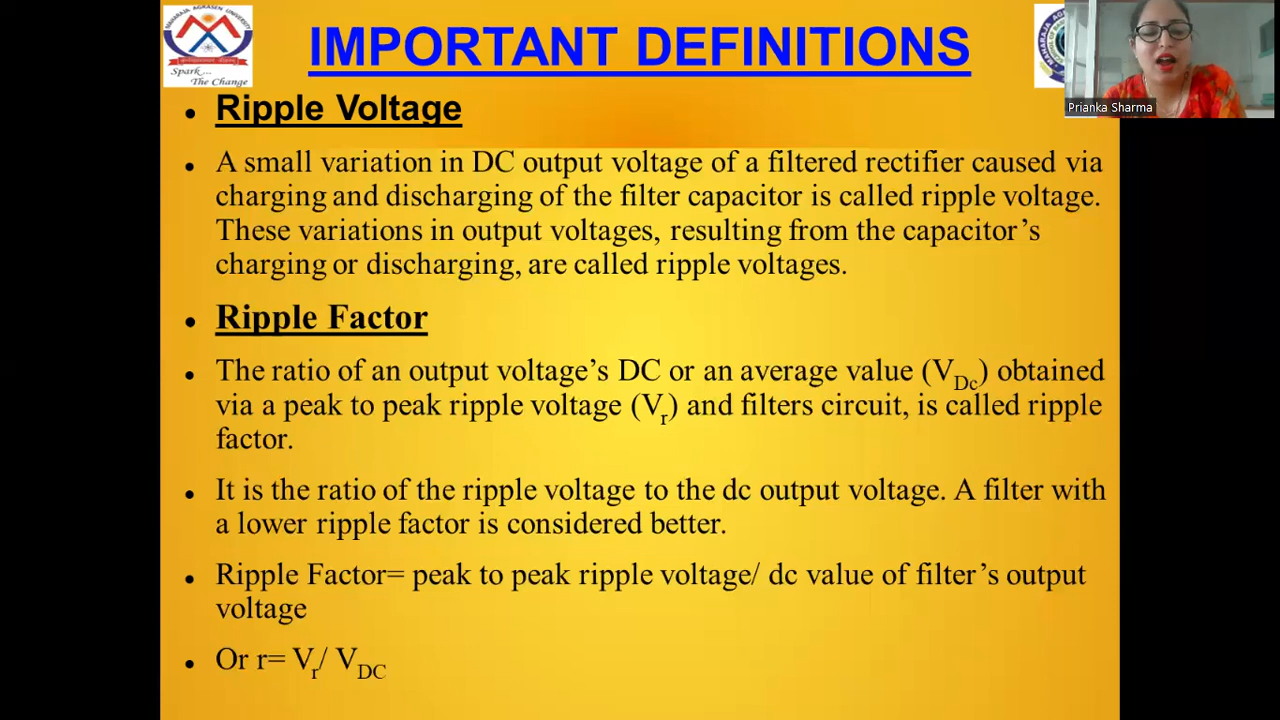 MAHARAJA AGRASEN UNIVERSITY
Spark...
The Change
IMPORTANT DEFINITIONS
Prianka Sharma
• Ripple Voltage
• A small variation in DC output voltage of a filtered rectifier caused via
charging and discharging of the filter capacitor is called ripple voltage.
These variations in output voltages, resulting from the capacitor’s
charging or discharging, are called ripple voltages.
• Ripple Factor
• The ratio of an output voltage’s DC or an average value (VDc) obtained
via a peak to peak ripple voltage (Vr) and filters circuit, is called ripple
factor.
• It is the ratio of the ripple voltage to the dc output voltage. A filter with
a lower ripple factor is considered better.
• Ripple Factor= peak to peak ripple voltage/ dc value of filter’s output
voltage
• Or r= Vr/ VDC